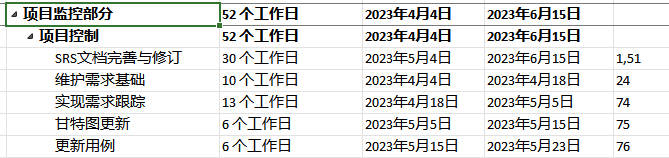 项目监控部分 52 个工作日 2023年4月4日 2023年6月15日
项目控制 52 个工作日 2023年4月4日 2023年6月15日
SRS文档完善与修订 30 个工作日 2023年5月4日 2023年6月15日 1,51
维护需求基础 10 个工作日 2023年4月4日 2023年4月18日 24
实现需求跟踪 13 个工作日 2023年4月18日 2023年5月5日 74
甘特图更新 6 个工作日 2023年5月5日 2023年5月15日 75
更新用例 6 个工作日 2023年5月15日 2023年5月23日 76